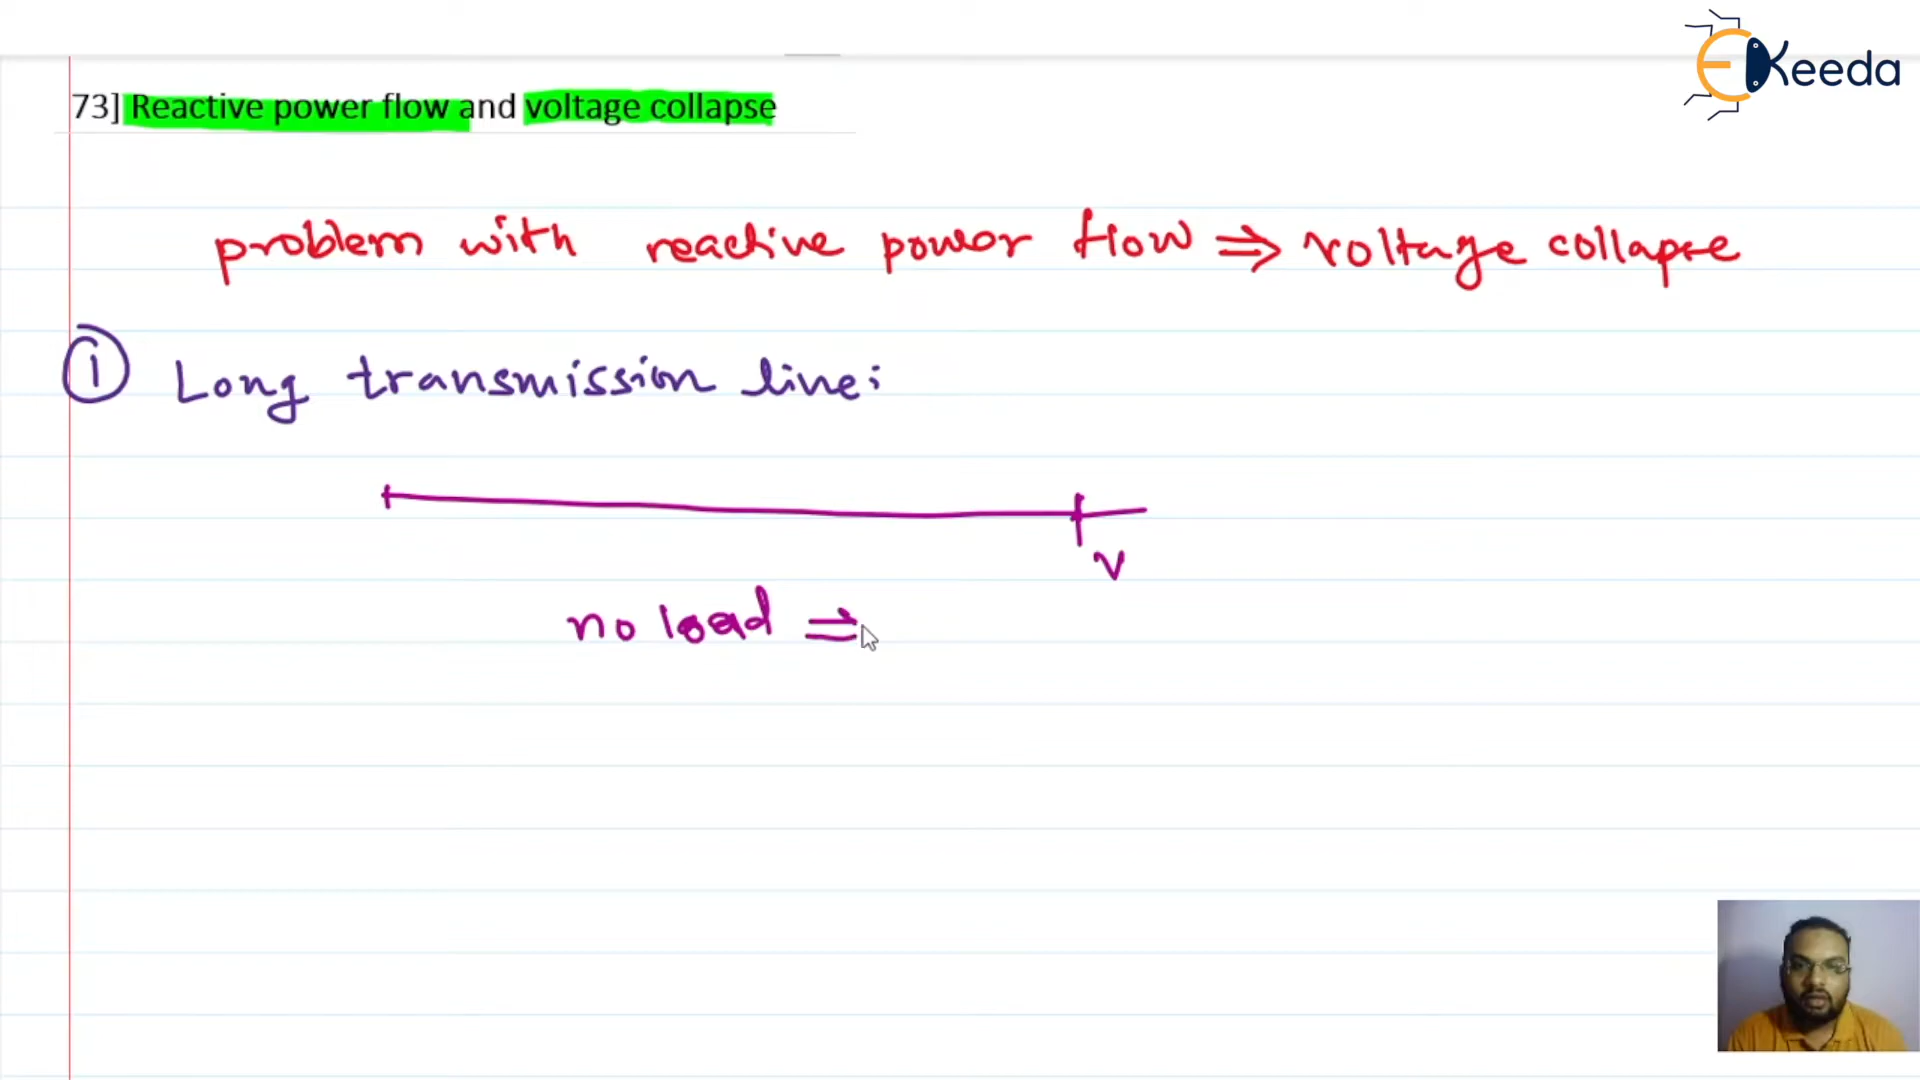 EKeeda
73] Reactive power flow and voltage collapse
problem with reactive power flow ⇒ voltage collapse
① Long transmission line:
V
no load ⇒